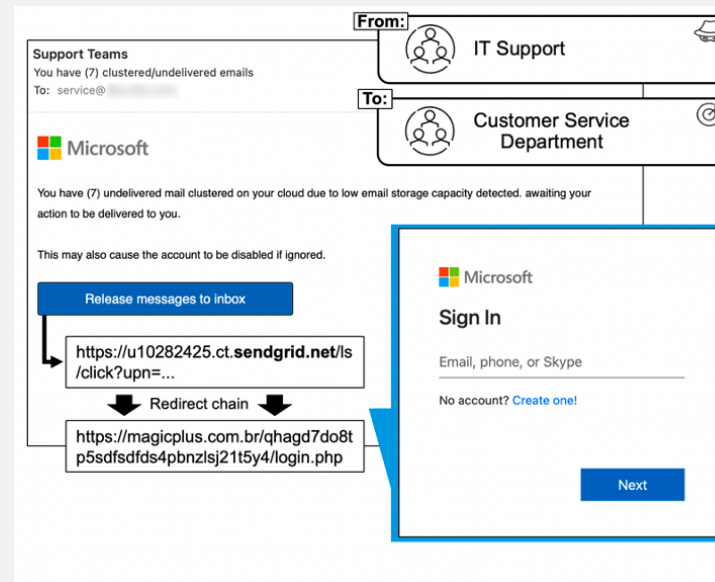 From:
IT Support
To:
Customer Service
Department
Support Teams
You have (7) clustered/undelivered emails
To: service@
Microsoft
You have (7) undelivered mail clustered on your cloud due to low email storage capacity detected. awaiting your
action to be delivered to you.
This may also cause the account to be disabled if ignored.
Release messages to inbox
https://u10282425.ct.sendgrid.net/ls
/click?upn=...
Redirect chain
https://magicplus.com.br/qhagd7do8t
p5sdfsdfds4pbnzlsj21t5y4/login.php
Microsoft
Sign In
Email, phone, or Skype
No account? Create one!
Next